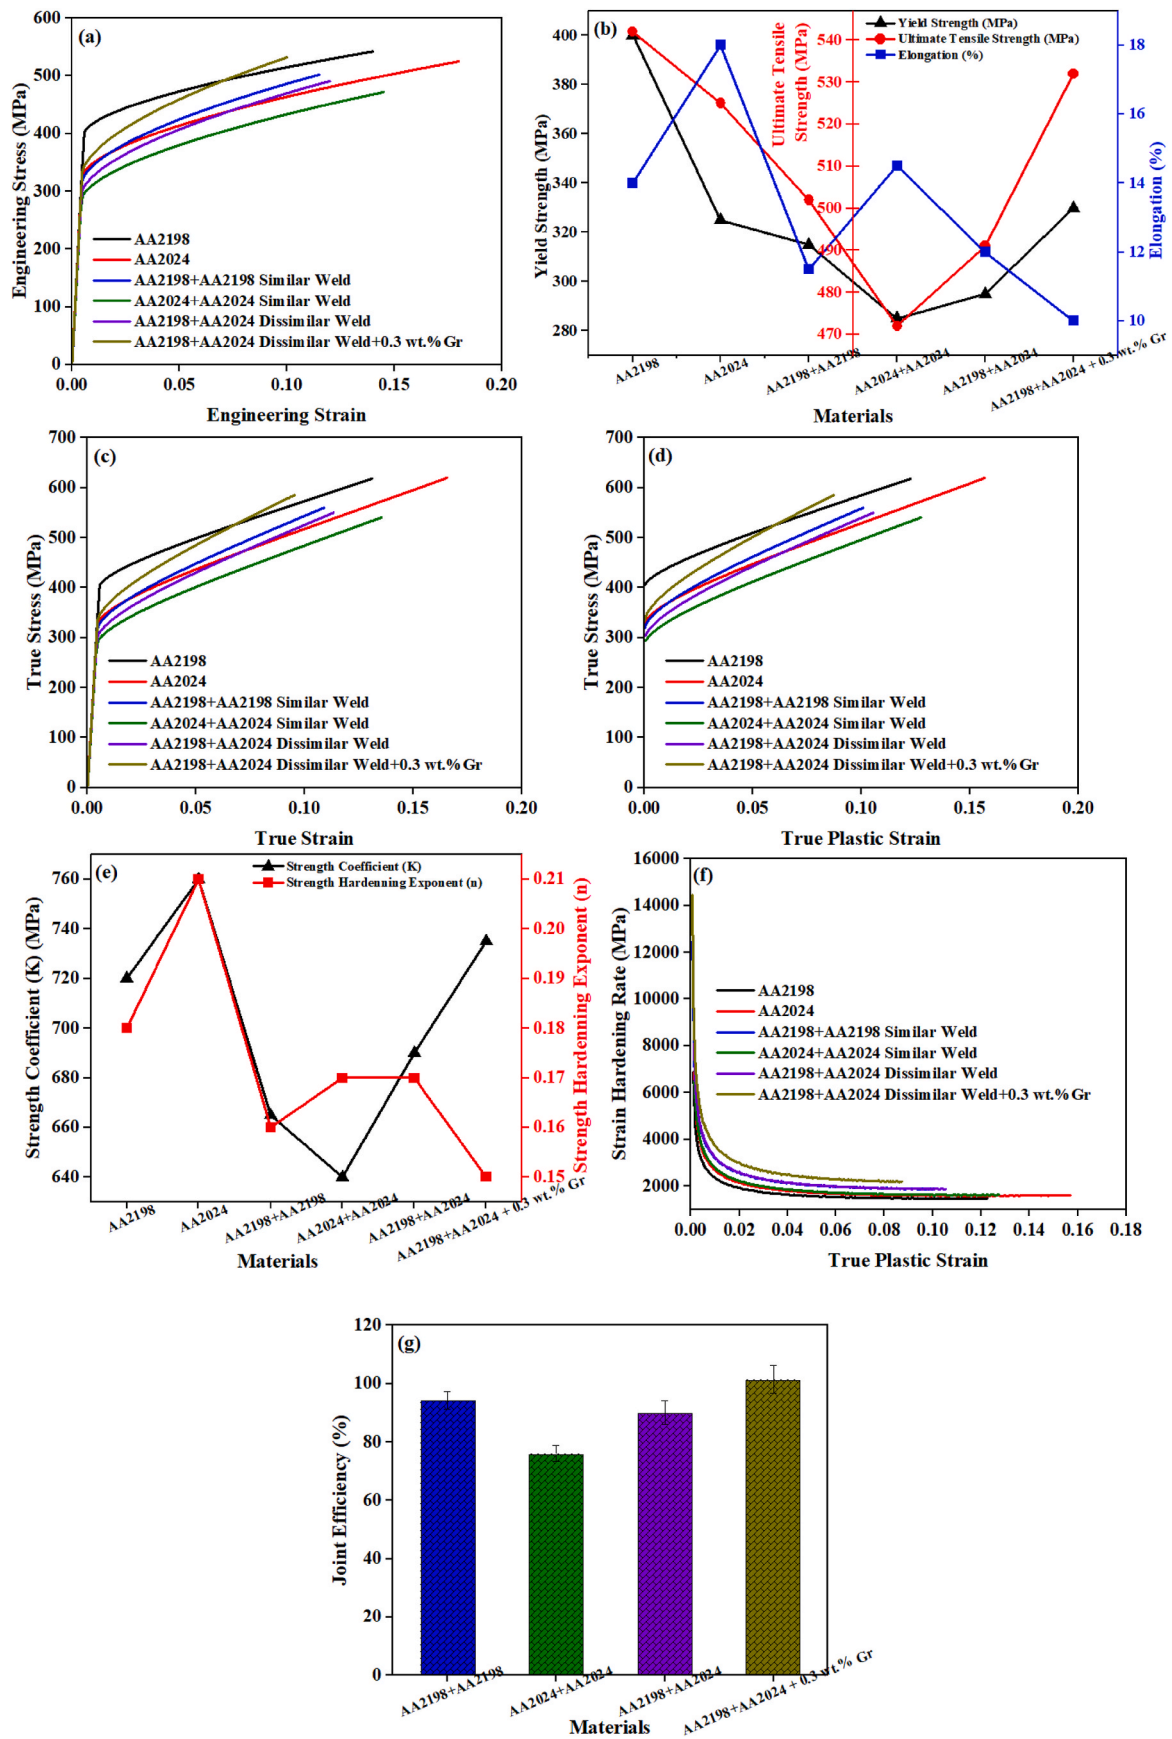 (a)
600
500
400
300
200
100
0
Engineering Stress (MPa)
AA2198
AA2024
AA2198+AA2198 Similar Weld
AA2024+AA2024 Similar Weld
AA2198+AA2024 Dissimilar Weld
AA2198+AA2024 Dissimilar Weld+0.3 wt.% Gr
0.00 0.05 0.10 0.15 0.20
Engineering Strain
(b)
400
380
360
340
320
300
280
Yield Strength (MPa)
Yield Strength (MPa)
Ultimate Tensile Strength (MPa)
Elongation (%)
Ultimate Tensile
Strength (MPa)
540
530
520
510
500
490
480
470
18
16
14
12
10
Elongation (%)
AA2198
AA2024
AA2198+AA2198
AA2024+AA2024
AA2198+AA2024
AA2198+AA2024 + 0.3 wt.% Gr
Materials
(c)
700
600
500
400
300
200
100
0
True Stress (MPa)
AA2198
AA2024
AA2198+AA2198 Similar Weld
AA2024+AA2024 Similar Weld
AA2198+AA2024 Dissimilar Weld
AA2198+AA2024 Dissimilar Weld+0.3 wt.% Gr
0.00 0.05 0.10 0.15 0.20
True Strain
(d)
700
600
500
400
300
200
100
0
True Stress (MPa)
AA2198
AA2024
AA2198+AA2198 Similar Weld
AA2024+AA2024 Similar Weld
AA2198+AA2024 Dissimilar Weld
AA2198+AA2024 Dissimilar Weld+0.3 wt.% Gr
0.00 0.05 0.10 0.15 0.20
True Plastic Strain
(e)
760
740
720
700
680
660
640
Strength Coefficient (K) (MPa)
Strength Coefficient (K)
Strength Hardenning Exponent (n)
0.21
0.20
0.19
0.18
0.17
0.16
0.15
Strength Hardenning Exponent (n)
AA2198
AA2024
AA2198+AA2198
AA2024+AA2024
AA2198+AA2024
AA2198+AA2024 + 0.3 wt.% Gr
Materials
(f)
16000
14000
12000
10000
8000
6000
4000
2000
Strain Hardening Rate (MPa)
AA2198
AA2024
AA2198+AA2198 Similar Weld
AA2024+AA2024 Similar Weld
AA2198+AA2024 Dissimilar Weld
AA2198+AA2024 Dissimilar Weld+0.3 wt.% Gr
0.00 0.02 0.04 0.06 0.08 0.10 0.12 0.14 0.16 0.18
True Plastic Strain
(g)
120
100
80
60
40
20
0
Joint Efficiency (%)
AA2198+AA2198
AA2024+AA2024
AA2198+AA2024
AA2198+AA2024 + 0.3 wt.% Gr
Materials